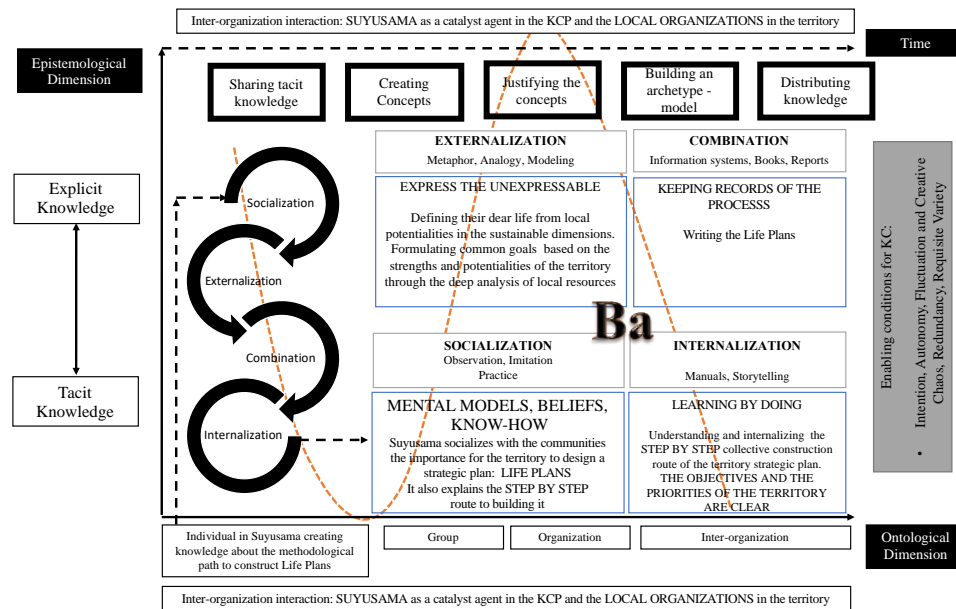 Inter-organization interaction: SUYUSAMA as a catalyst agent in the KCP and the LOCAL ORGANIZATIONS in the territory
Time
Epistemological
Dimension
Sharing tacit
knowledge
Creating
Concepts
Justifying the
concepts
Building an
archetype -
model
Distributing
knowledge
EXTERNALIZATION
Metaphor, Analogy, Modeling
COMBINATION
Information systems, Books, Reports
Explicit
Knowledge
Tacit
Knowledge
Socialization
Externalization
Combination
Internalization
EXPRESS THE UNEXPRESSABLE
Defining their dear life from local
potentialities in the sustainable dimensions.
Formulating common goals based on the
strengths and potentialities of the territory
through the deep analysis of local resources
KEEPING RECORDS OF THE
PROCESSS
Writing the Life Plans
Ba
SOCIALIZATION
Observation, Imitation
Practice
INTERNALIZATION
Manuals, Storytelling
MENTAL MODELS, BELIEFS,
KNOW-HOW
Suyusama socializes with the communities
the importance for the territory to design a
strategic plan: LIFE PLANS
It also explains the STEP BY STEP
route to building it
LEARNING BY DOING
Understanding and internalizing the
STEP BY STEP collective construction
route of the territory strategic plan.
THE OBJECTIVES AND THE
PRIORITIES OF THE TERRITORY
ARE CLEAR
Enabling conditions for KC:
• Intention, Autonomy, Fluctuation and Creative
Chaos, Redundancy, Requisite Variety
Individual in Suyusama creating
knowledge about the methodological
path to construct Life Plans
Group
Organization
Inter-organization
Ontological
Dimension
Inter-organization interaction: SUYUSAMA as a catalyst agent in the KCP and the LOCAL ORGANIZATIONS in the territory